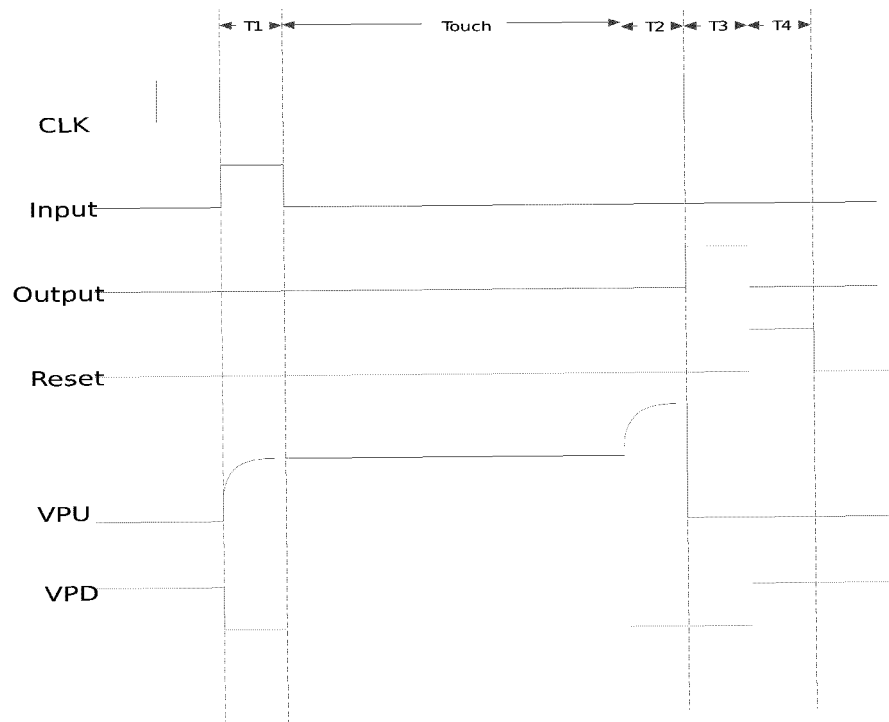 T1 Touch T2 T3 T4
CLK
Input
Output
Reset
VPU
VPD